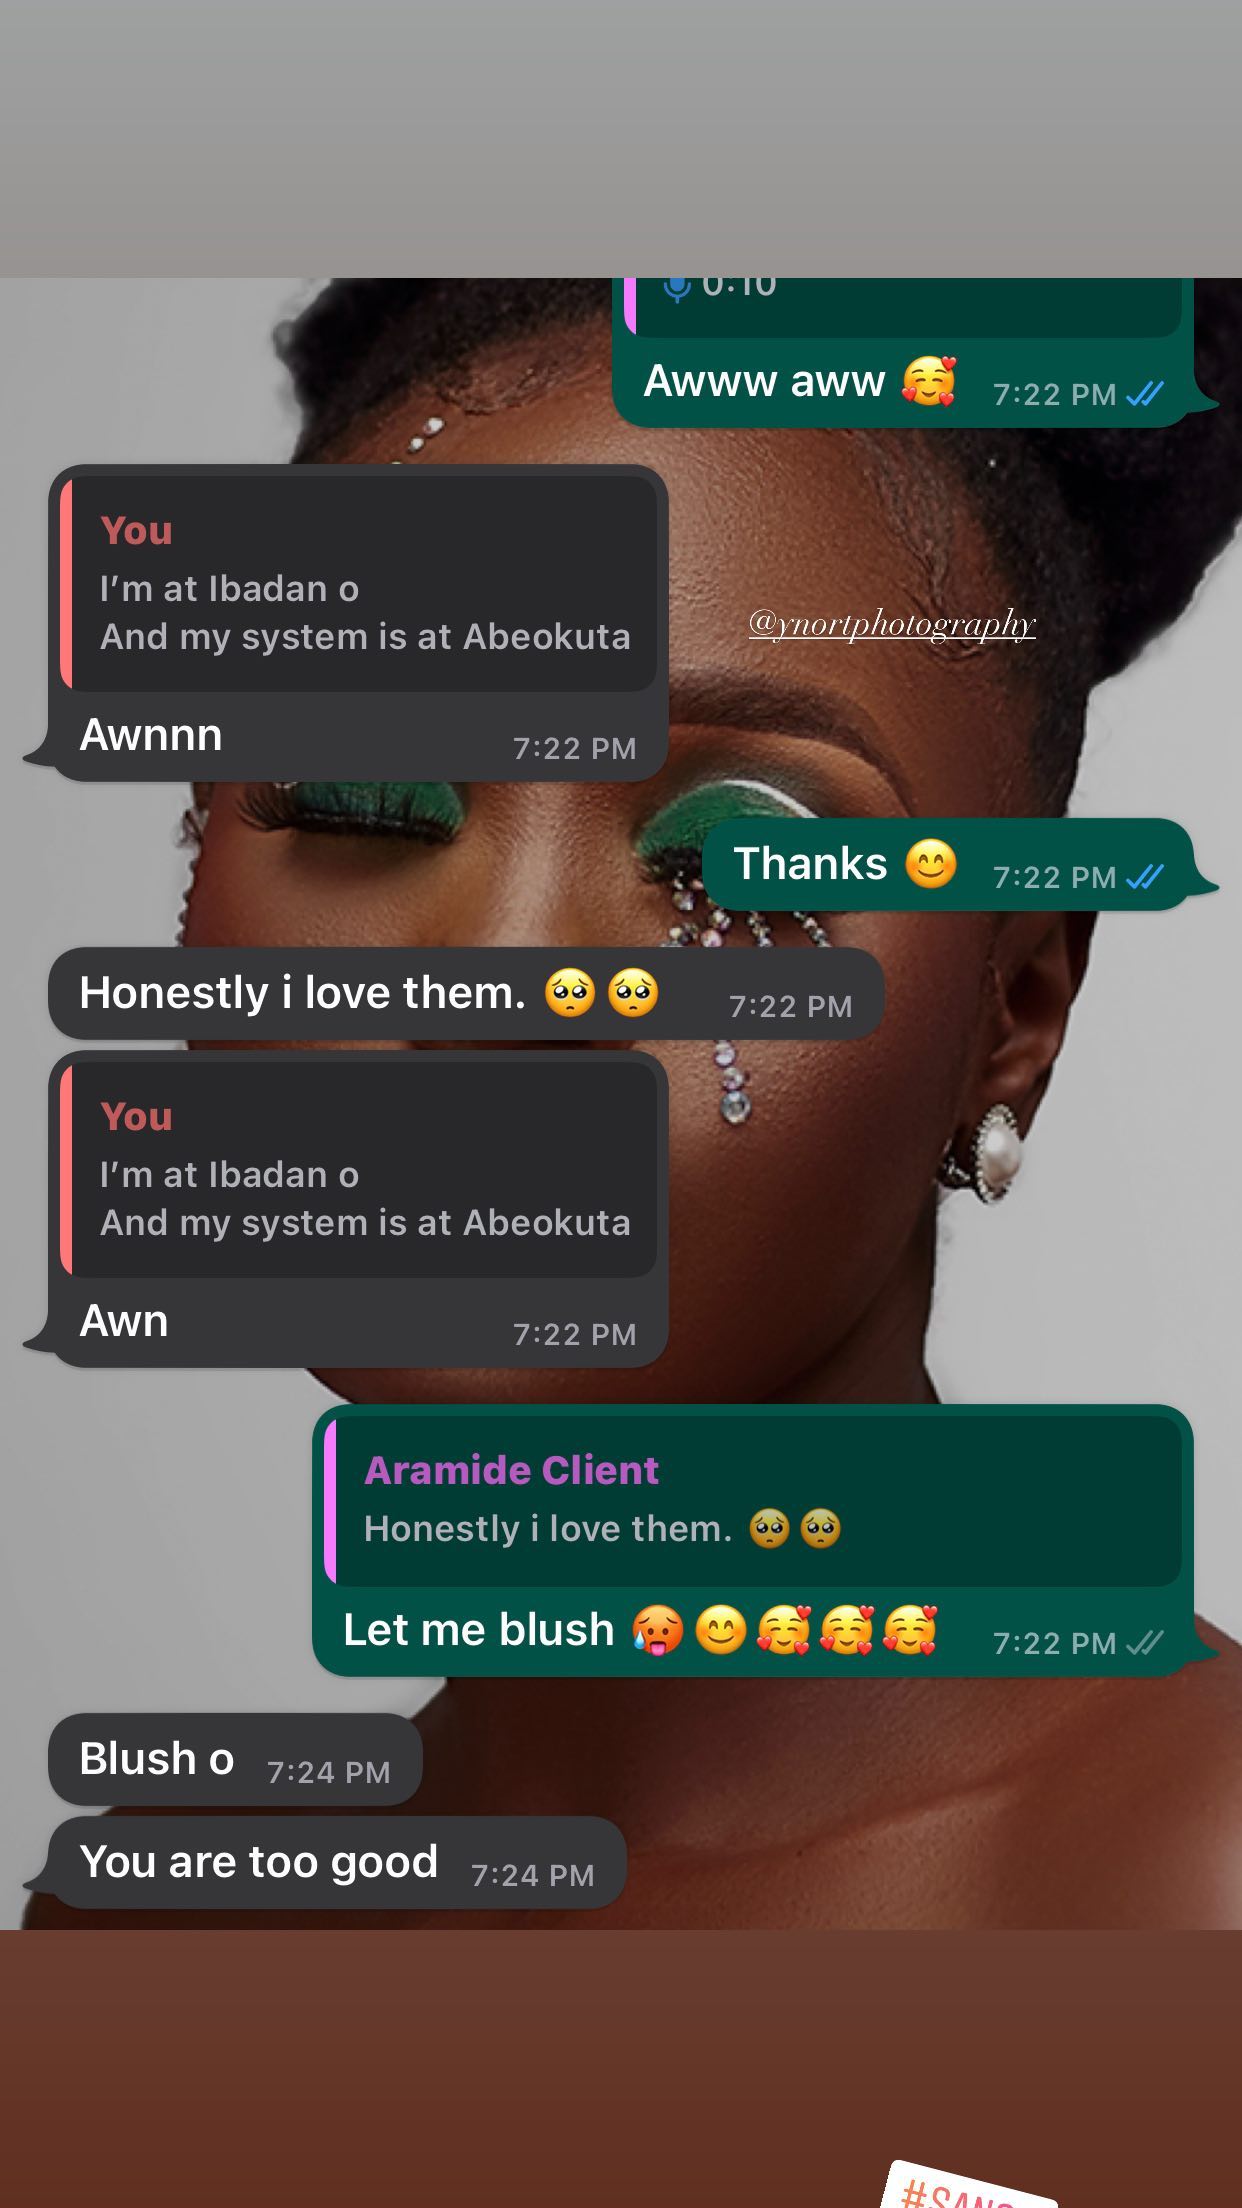 0:10
Awww aww 🥰 7:22 PM
You
I'm at Ibadan o
And my system is at Abeokuta
Awnnn 7:22 PM
@ynortphotography
Thanks 😊 7:22 PM
Honestly i love them. 🥺🥺 7:22 PM
You
I'm at Ibadan o
And my system is at Abeokuta
Awn 7:22 PM
Aramide Client
Honestly i love them. 🥺🥺
Let me blush 🥵😊🥰🥰🥰 7:22 PM
Blush o 7:24 PM
You are too good 7:24 PM